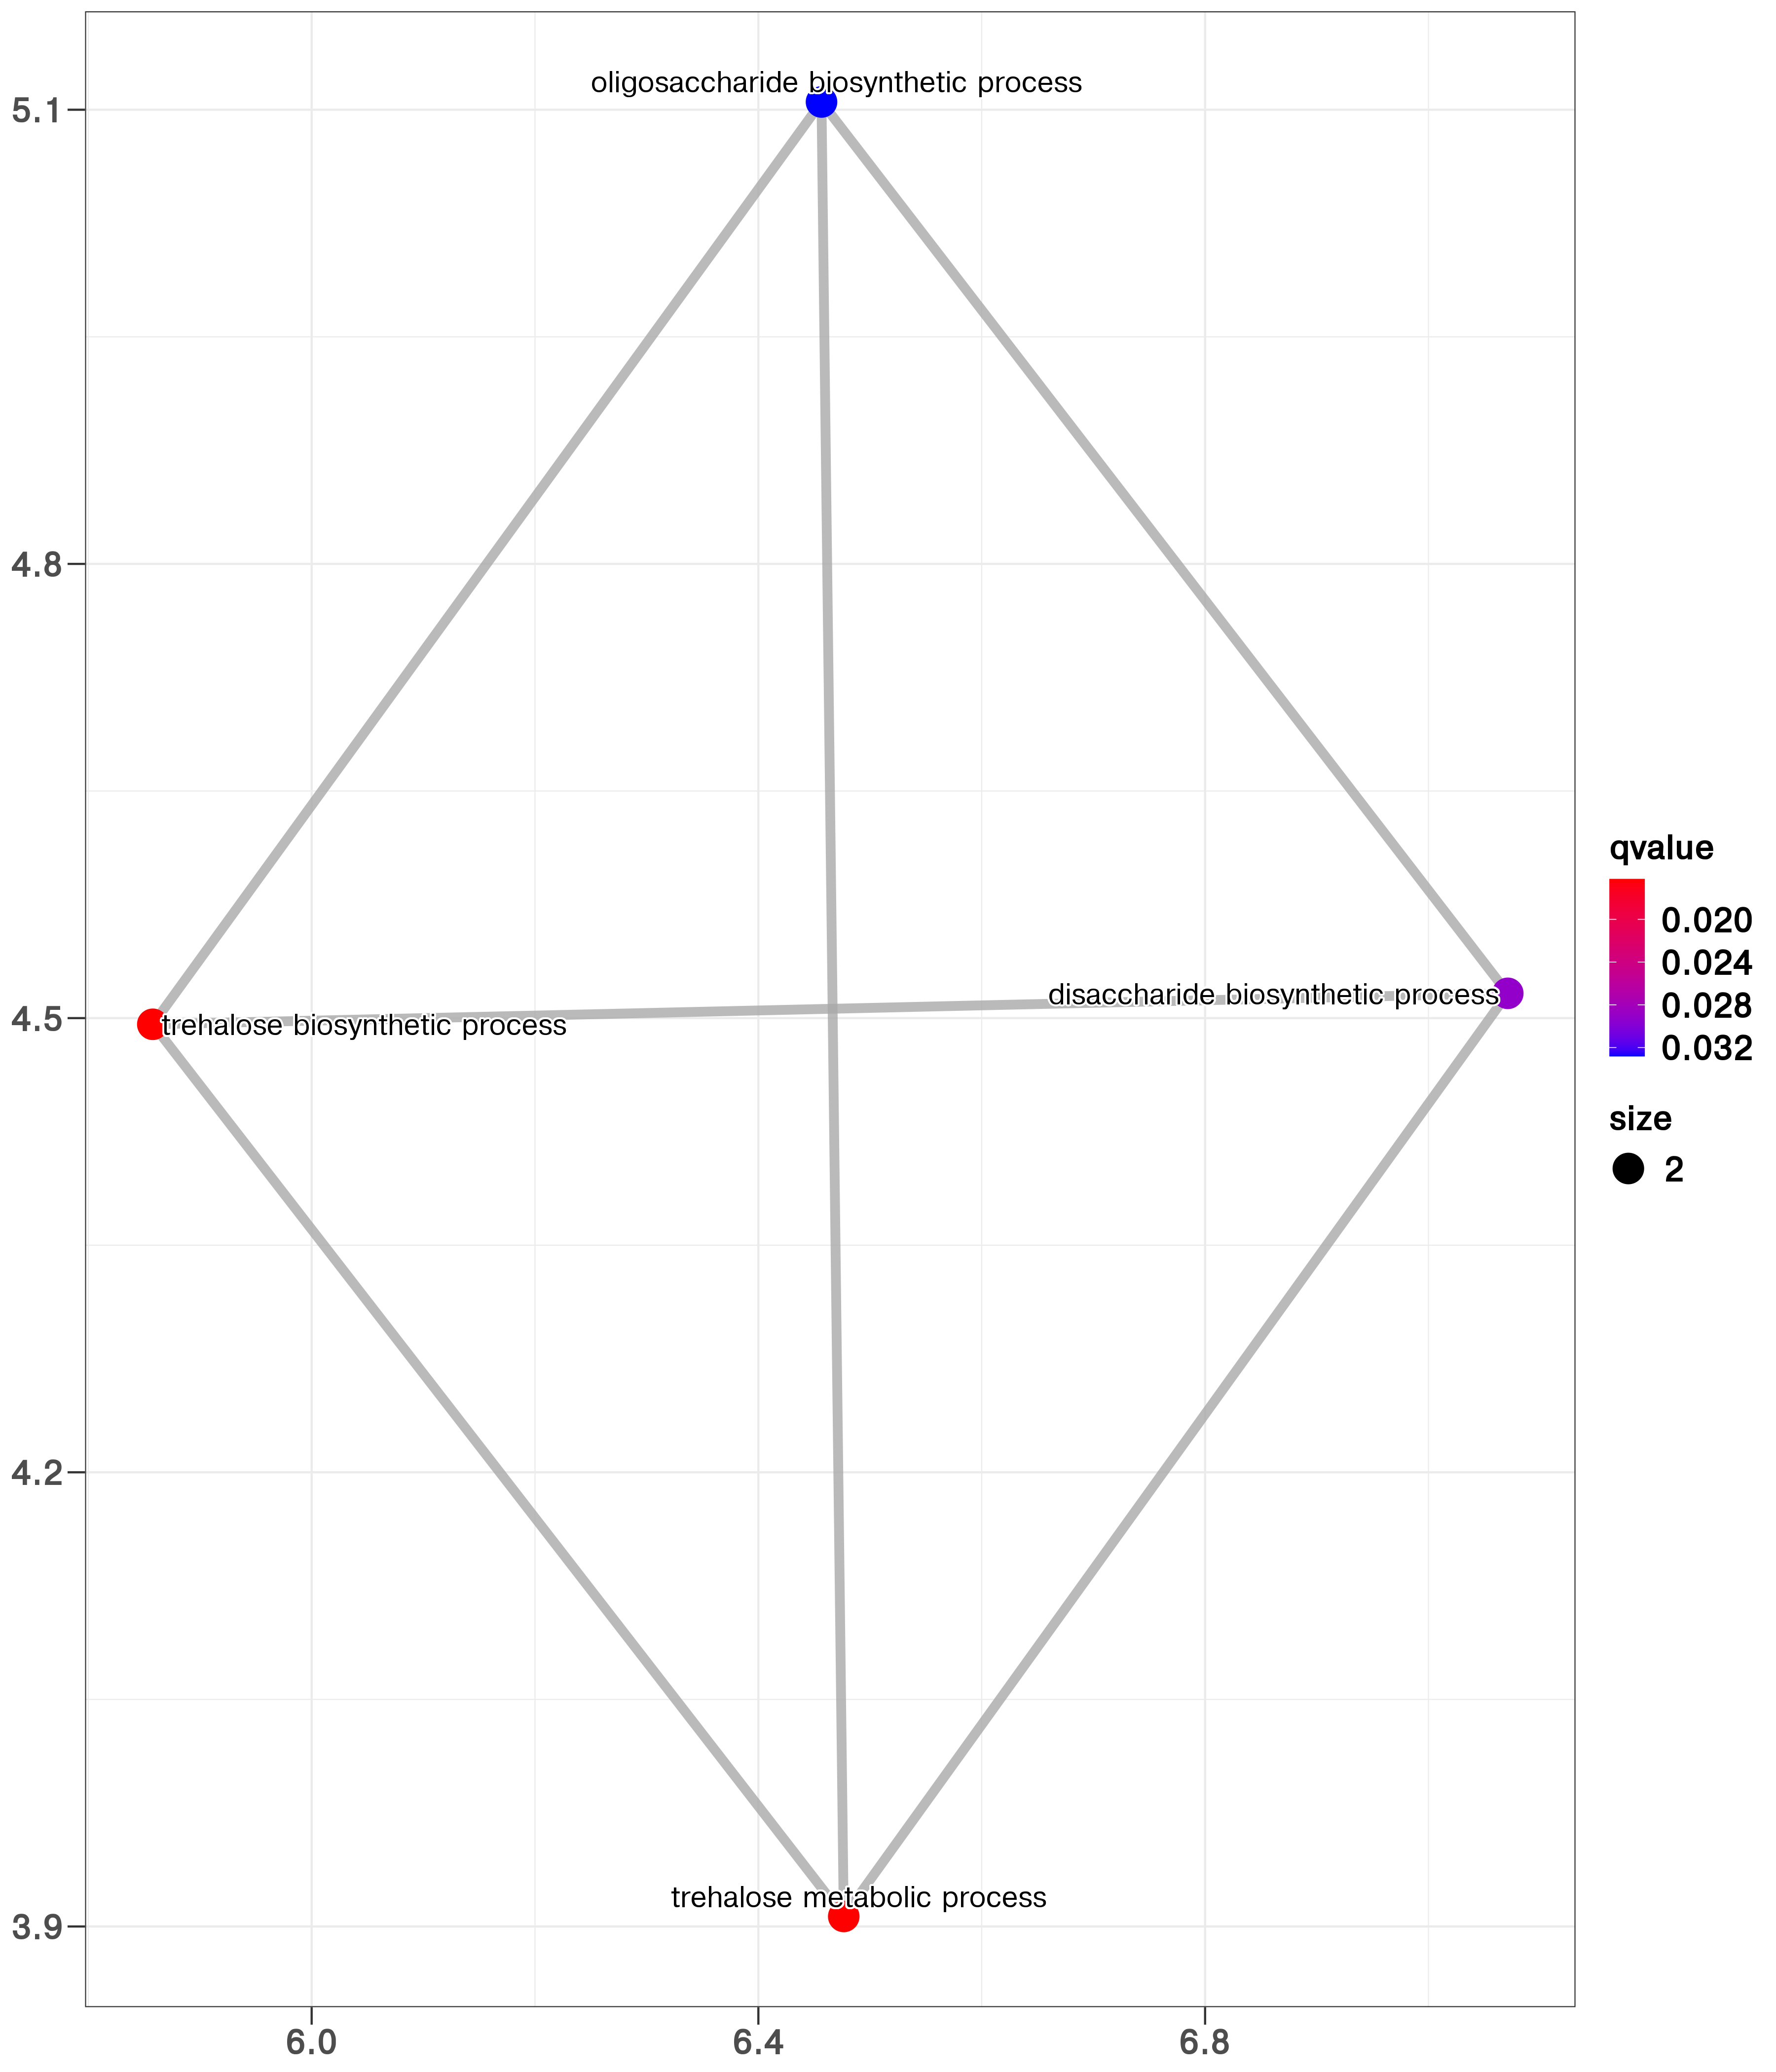 oligosaccharide biosynthetic process
5.1
4.8
disaccharide biosynthetic process
4.5
trehalose biosynthetic process
4.2
trehalose metabolic process
3.9
6.0
6.4
6.8
qvalue
0.020
0.024
0.028
0.032
size
2